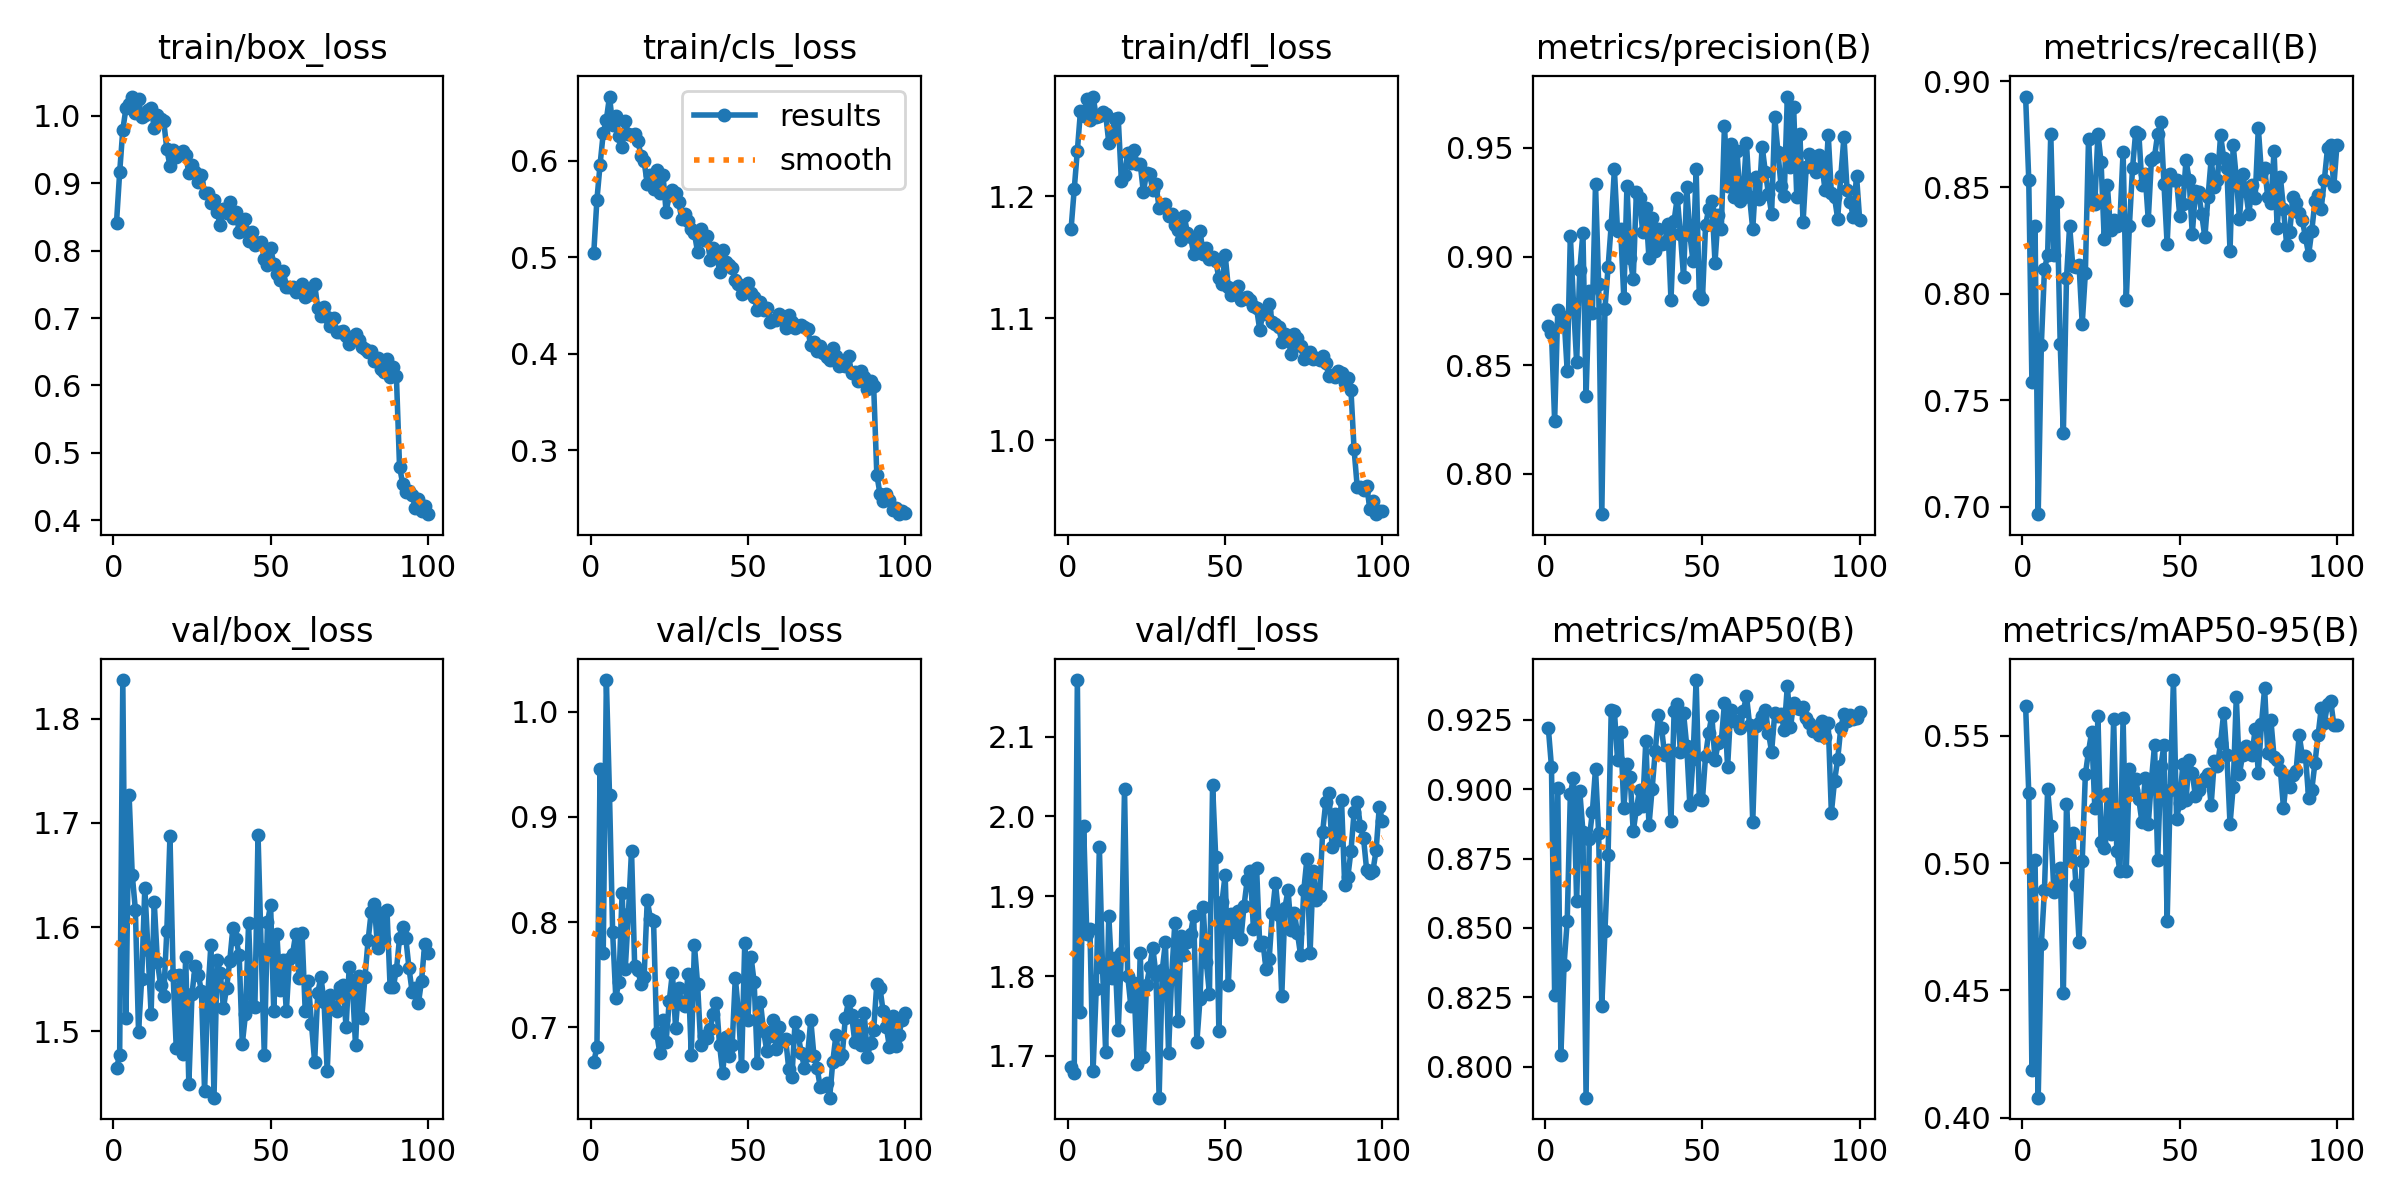 train/box_loss
1.0
0.9
0.8
0.7
0.6
0.5
0.4
0 50 100
train/cls_loss
results
smooth
0.6
0.5
0.4
0.3
0 50 100
train/dfl_loss
1.2
1.1
1.0
0 50 100
metrics/precision(B)
0.95
0.90
0.85
0.80
0 50 100
metrics/recall(B)
0.90
0.85
0.80
0.75
0.70
0 50 100
val/box_loss
1.8
1.7
1.6
1.5
0 50 100
val/cls_loss
1.0
0.9
0.8
0.7
0 50 100
val/dfl_loss
2.1
2.0
1.9
1.8
1.7
0 50 100
metrics/mAP50(B)
0.925
0.900
0.875
0.850
0.825
0.800
0 50 100
metrics/mAP50-95(B)
0.55
0.50
0.45
0.40
0 50 100